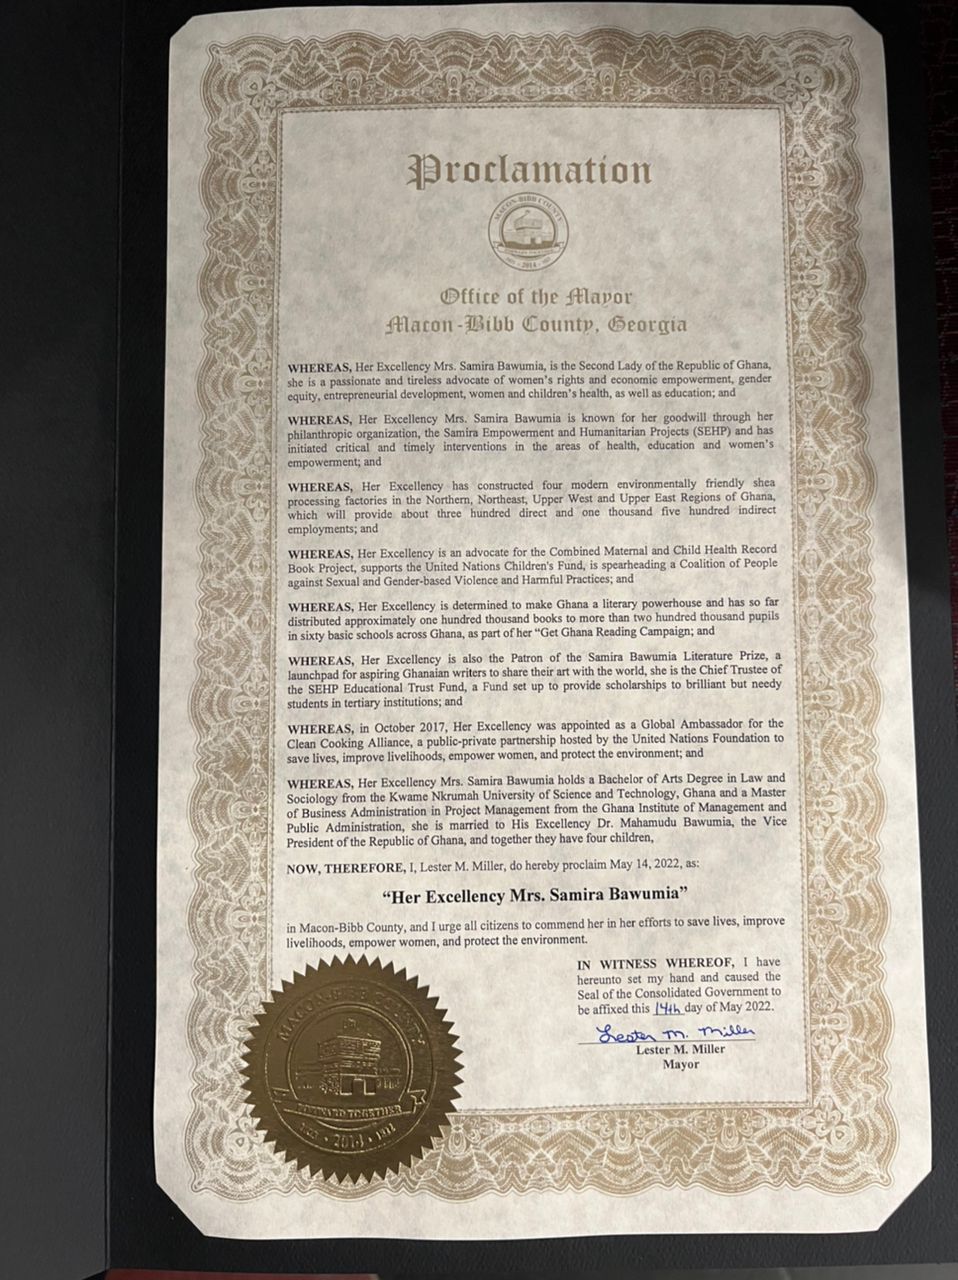 Proclamation
MACON-BIBB COUNTY
2014
Office of the Mayor
Macon-Bibb County, Georgia
WHEREAS, Her Excellency Mrs. Samira Bawumia, is the Second Lady of the Republic of Ghana,
she is a passionate and tireless advocate of women's rights and economic empowerment, gender
equity, entrepreneurial development, women and children's health, as well as education; and
WHEREAS, Her Excellency Mrs. Samira Bawumia is known for her goodwill through her
philanthropic organization, the Samira Empowerment and Humanitarian Projects (SEHP) and has
initiated critical and timely interventions in the areas of health, education and women's
empowerment; and
WHEREAS, Her Excellency has constructed four modern environmentally friendly shea
processing factories in the Northern, Northeast, Upper West and Upper East Regions of Ghana,
which will provide about three hundred direct and one thousand five hundred indirect
employments; and
WHEREAS, Her Excellency is an advocate for the Combined Maternal and Child Health Record
Book Project, supports the United Nations Children's Fund, is spearheading a Coalition of People
against Sexual and Gender-based Violence and Harmful Practices; and
WHEREAS, Her Excellency is determined to make Ghana a literary powerhouse and has so far
distributed approximately one hundred thousand books to more than two hundred thousand pupils
in sixty basic schools across Ghana, as part of her “Get Ghana Reading Campaign; and
WHEREAS, Her Excellency is also the Patron of the Samira Bawumia Literature Prize, a
launchpad for aspiring Ghanaian writers to share their art with the world, she is the Chief Trustee of
the SEHP Educational Trust Fund, a Fund set up to provide scholarships to brilliant but needy
students in tertiary institutions; and
WHEREAS, in October 2017, Her Excellency was appointed as a Global Ambassador for the
Clean Cooking Alliance, a public-private partnership hosted by the United Nations Foundation to
save lives, improve livelihoods, empower women, and protect the environment; and
WHEREAS, Her Excellency Mrs. Samira Bawumia holds a Bachelor of Arts Degree in Law and
Sociology from the Kwame Nkrumah University of Science and Technology, Ghana and a Master
of Business Administration in Project Management from the Ghana Institute of Management and
Public Administration, she is married to His Excellency Dr. Mahamudu Bawumia, the Vice
President of the Republic of Ghana, and together they have four children,
NOW, THEREFORE, I, Lester M. Miller, do hereby proclaim May 14, 2022, as:
“Her Excellency Mrs. Samira Bawumia”
in Macon-Bibb County, and I urge all citizens to commend her in her efforts to save lives, improve
livelihoods, empower women, and protect the environment.
IN WITNESS WHEREOF, I have
hereunto set my hand and caused the
Seal of the Consolidated Government to
be affixed this 14th day of May 2022.
Lester M. Miller
Lester M. Miller
Mayor
MACON-BIBB COUNTY
FORWARD TOGETHER
2014